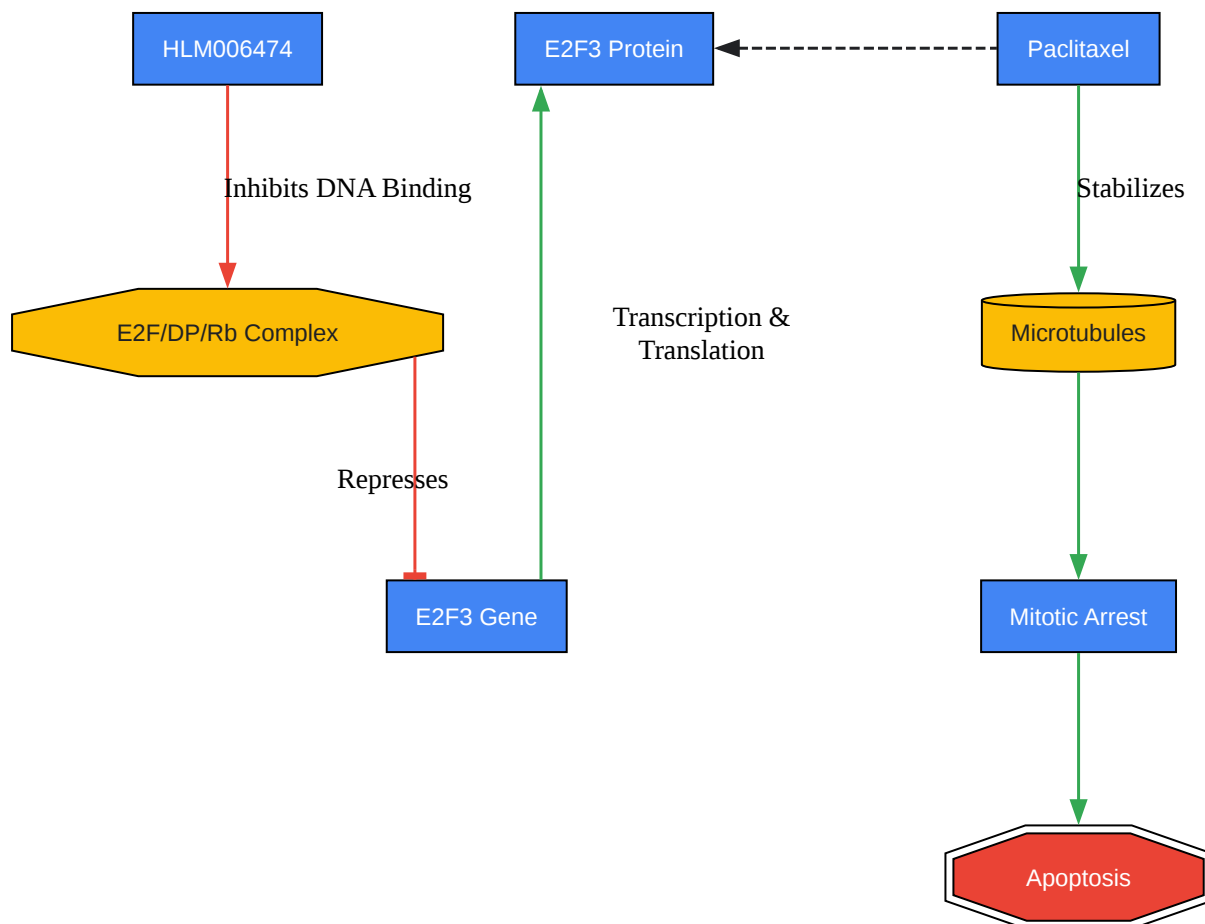 HLM006474
E2F3 Protein
Paclitaxel
Inhibits DNA Binding
Stabilizes
Transcription &
Translation
E2F/DP/Rb Complex
Microtubules
Represses
E2F3 Gene
Mitotic Arrest
Apoptosis